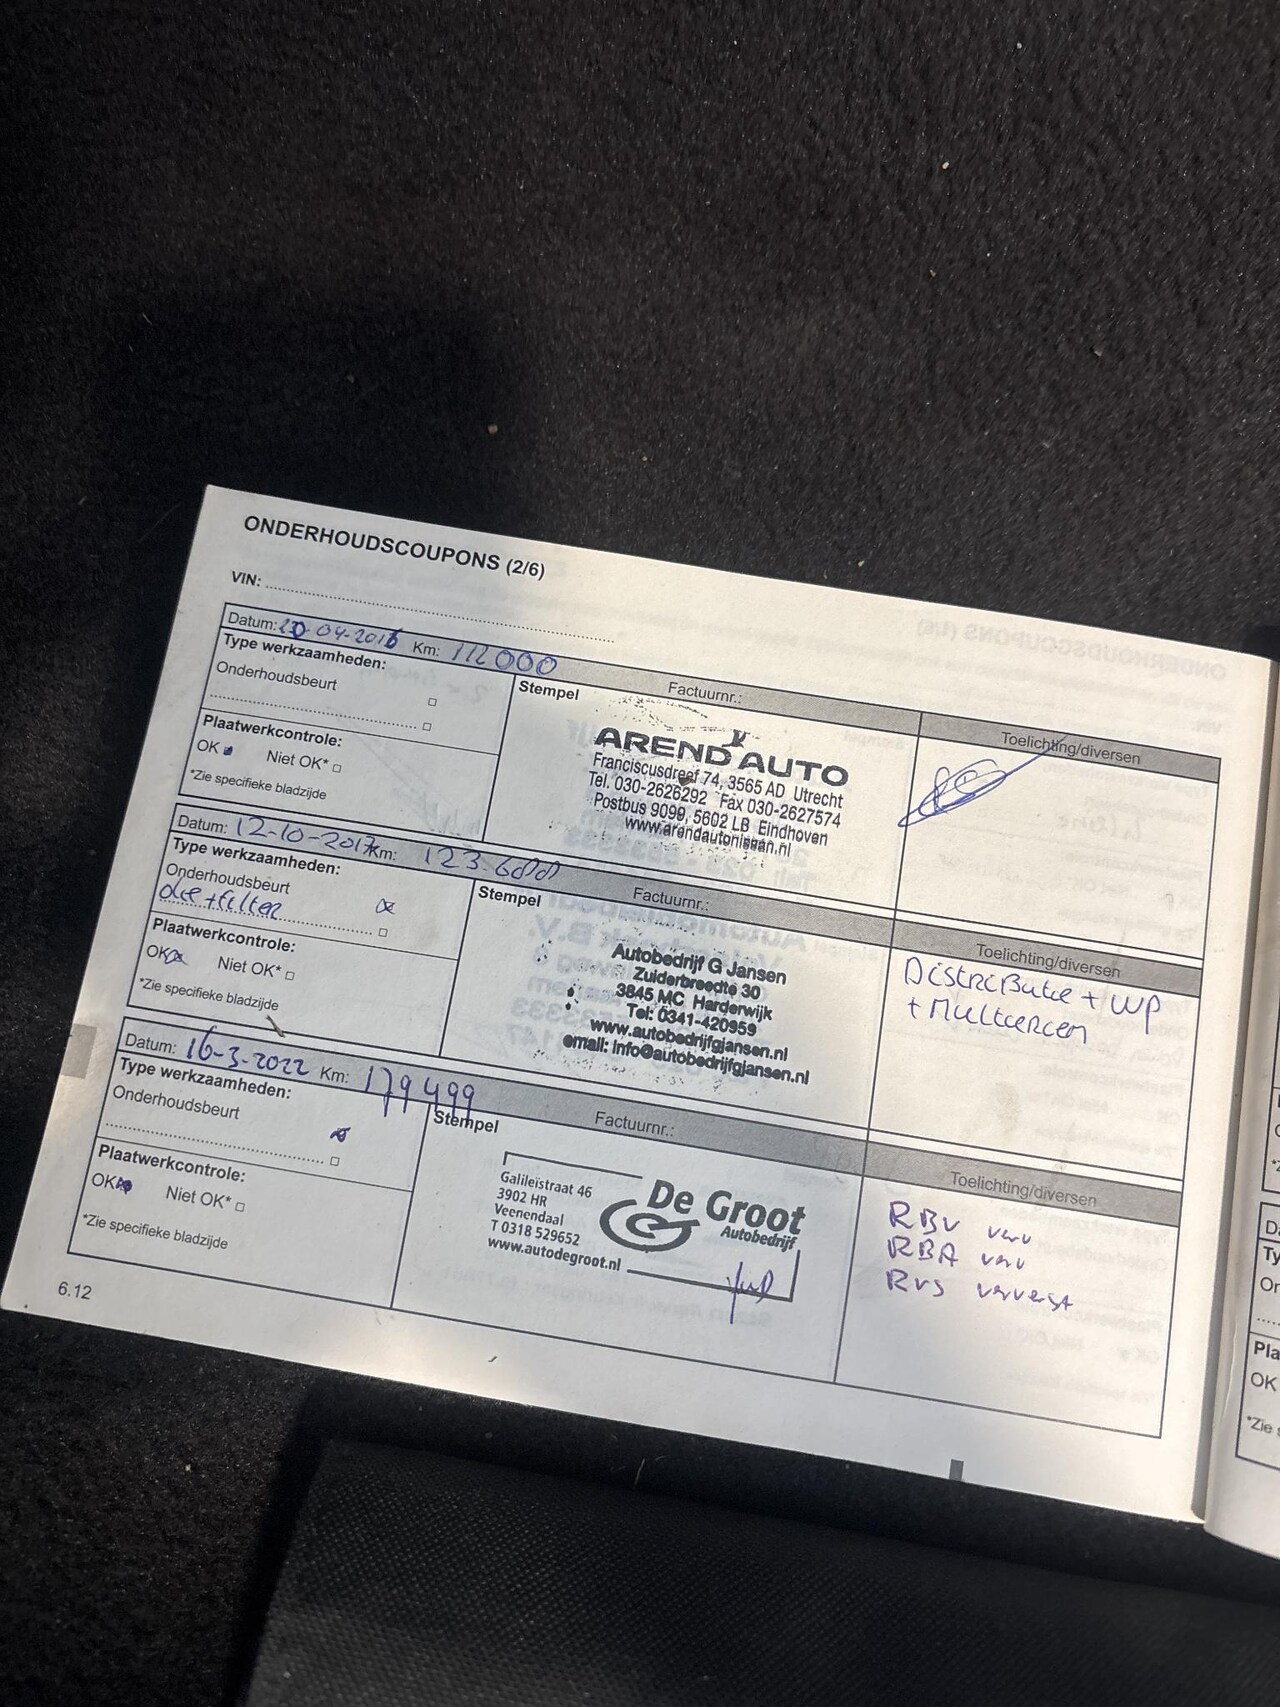 ONDERHOUDSCOUPONS (2/6)
VIN:
Datum: 20-04-2016 Km: 112000
Type werkzaamheden:
Onderhoudsbeurt
Plaatwerkcontrole:
OK Niet OK*
*Zie specifieke bladzijde
Stempel
Factuurnr.:
AREND AUTO
Franciscusdreef 74, 3565 AD Utrecht
Tel. 030-2626292 Fax 030-2627574
Postbus 9099, 5602 LB Eindhoven
www.arendautonissan.nl
Toelichting/diversen
Datum: 12-10-2017 Km: 123.600
Type werkzaamheden:
Onderhoudsbeurt
olie+filter
Plaatwerkcontrole:
OK Niet OK*
*Zie specifieke bladzijde
Stempel
Factuurnr.:
Autobedrijf G Jansen
Zuiderbreedte 30
3845 MC Harderwijk
Tel: 0341-420959
www.autobedrijfgjansen.nl
email: info@autobedrijfgjansen.nl
Toelichting/diversen
Distributie + WP
+ Multiriem
Datum: 16-3-2022 Km: 179499
Type werkzaamheden:
Onderhoudsbeurt
Plaatwerkcontrole:
OK Niet OK*
*Zie specifieke bladzijde
Stempel
Factuurnr.:
Galileistraat 46
3902 HR
Veenendaal
T 0318 529652
www.autodegroot.nl
De Groot
Autobedrijf
Toelichting/diversen
RBV verv
RBA verv
RVS ververst
6.12